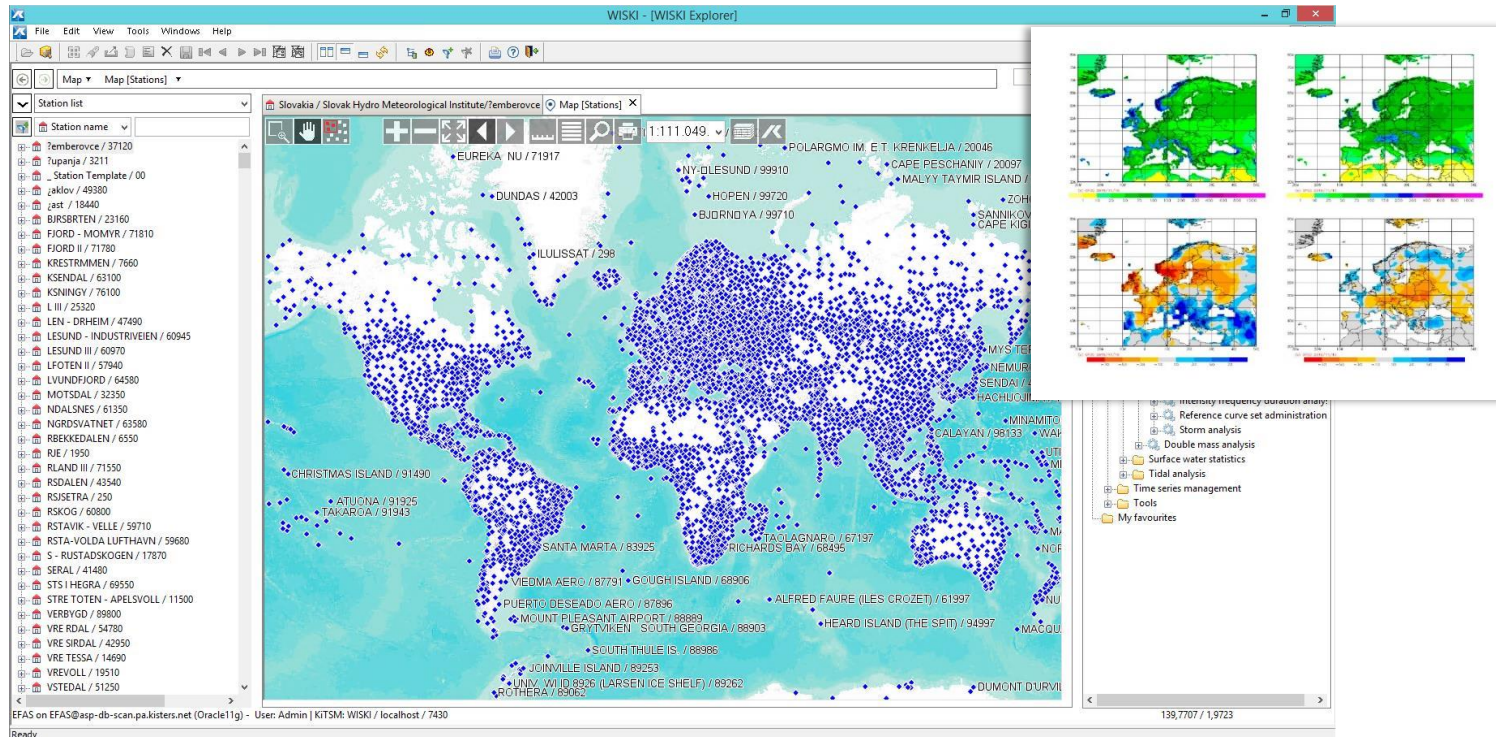 WISKI - [WISKI Explorer]
File Edit View Tools Windows Help
Map Map [Stations]
Station list
Slovakia / Slovak Hydro Meteorological Institute/?emberovce Map [Stations]
Station name
1:111.049.
?emberovce / 37120
?upanja / 3211
_ Station Template / 00
¿aklov / 49380
¿ast / 18440
BJRSBRTEN / 23160
FJORD - MOMYR / 71810
FJORD II / 71780
KRESTRMMEN / 7660
KSENDAL / 63100
KSNINGY / 76100
L III / 25320
LEN - DRHEIM / 47490
LESUND - INDUSTRIVEIEN / 60945
LESUND III / 60970
LFOTEN II / 57940
LVUNDFJORD / 64580
MOTSDAL / 32350
NDALSNES / 61350
NGRDSVATNET / 63580
RBEKKEDALEN / 6550
RJE / 1950
RLAND III / 71550
RSDALEN / 43540
RSJSETRA / 250
RSKOG / 60800
RSTAVIK - VELLE / 59710
RSTA-VOLDA LUFTHAVN / 59680
S - RUSTADSKOGEN / 17870
SERAL / 41480
STS I HEGRA / 69550
STRE TOTEN - APELSVOLL / 11500
VERBYGD / 89800
VRE RDAL / 54780
VRE SIRDAL / 42950
VRE TESSA / 14690
VREVOLL / 19510
VSTEDAL / 51250
EUREKA NU / 71917
POLARGMO IM. E.T. KRENKELJA / 20046
CAPE PESCHANIY / 20097
NY-ÅLESUND / 99910
MALYY TAYMIR ISLAND /
DUNDAS / 42003
HOPEN / 99720
ZOH
BJØRNØYA / 99710
SANNIKOV
CAPE KIGI
ILULISSAT / 298
MYS TER
NEMUR
SENDAI / 4
HACHIJOJI
MINAMITO
CALAYAN / 98133 WAK
UTI
MI
CHRISTMAS ISLAND / 91490
ATUONA / 91925
TAKAROA / 91943
TAOLAGNARO / 67197
SANTA MARTA / 83925
RICHARDS BAY / 68495
NOR
VIEDMA AERO / 87791 GOUGH ISLAND / 68906
PUERTO DESEADO AERO / 87896
ALFRED FAURE (ILES CROZET) / 61997
NU
MOUNT PLEASANT AIRPORT / 88889
GRYTVIKEN SOUTH GEORGIA / 88903
HEARD ISLAND (THE SPIT) / 94997
MACQU
SOUTH THULE IS. / 88986
JOINVILLE ISLAND / 89253
UNIV. WI ID 8926 (LARSEN ICE SHELF) / 89262
ROTHERA / 89062
DUMONT D'URVIL
Intensity frequency duration analy
Reference curve set administration
Storm analysis
Double mass analysis
Surface water statistics
Tidal analysis
Time series management
Tools
My favourites
EFAS on EFAS@asp-db-scan.pa.kisters.net (Oracle11g) - User: Admin | KiTSM: WISKI / localhost / 7430
139,7707 / 1,9723
Ready